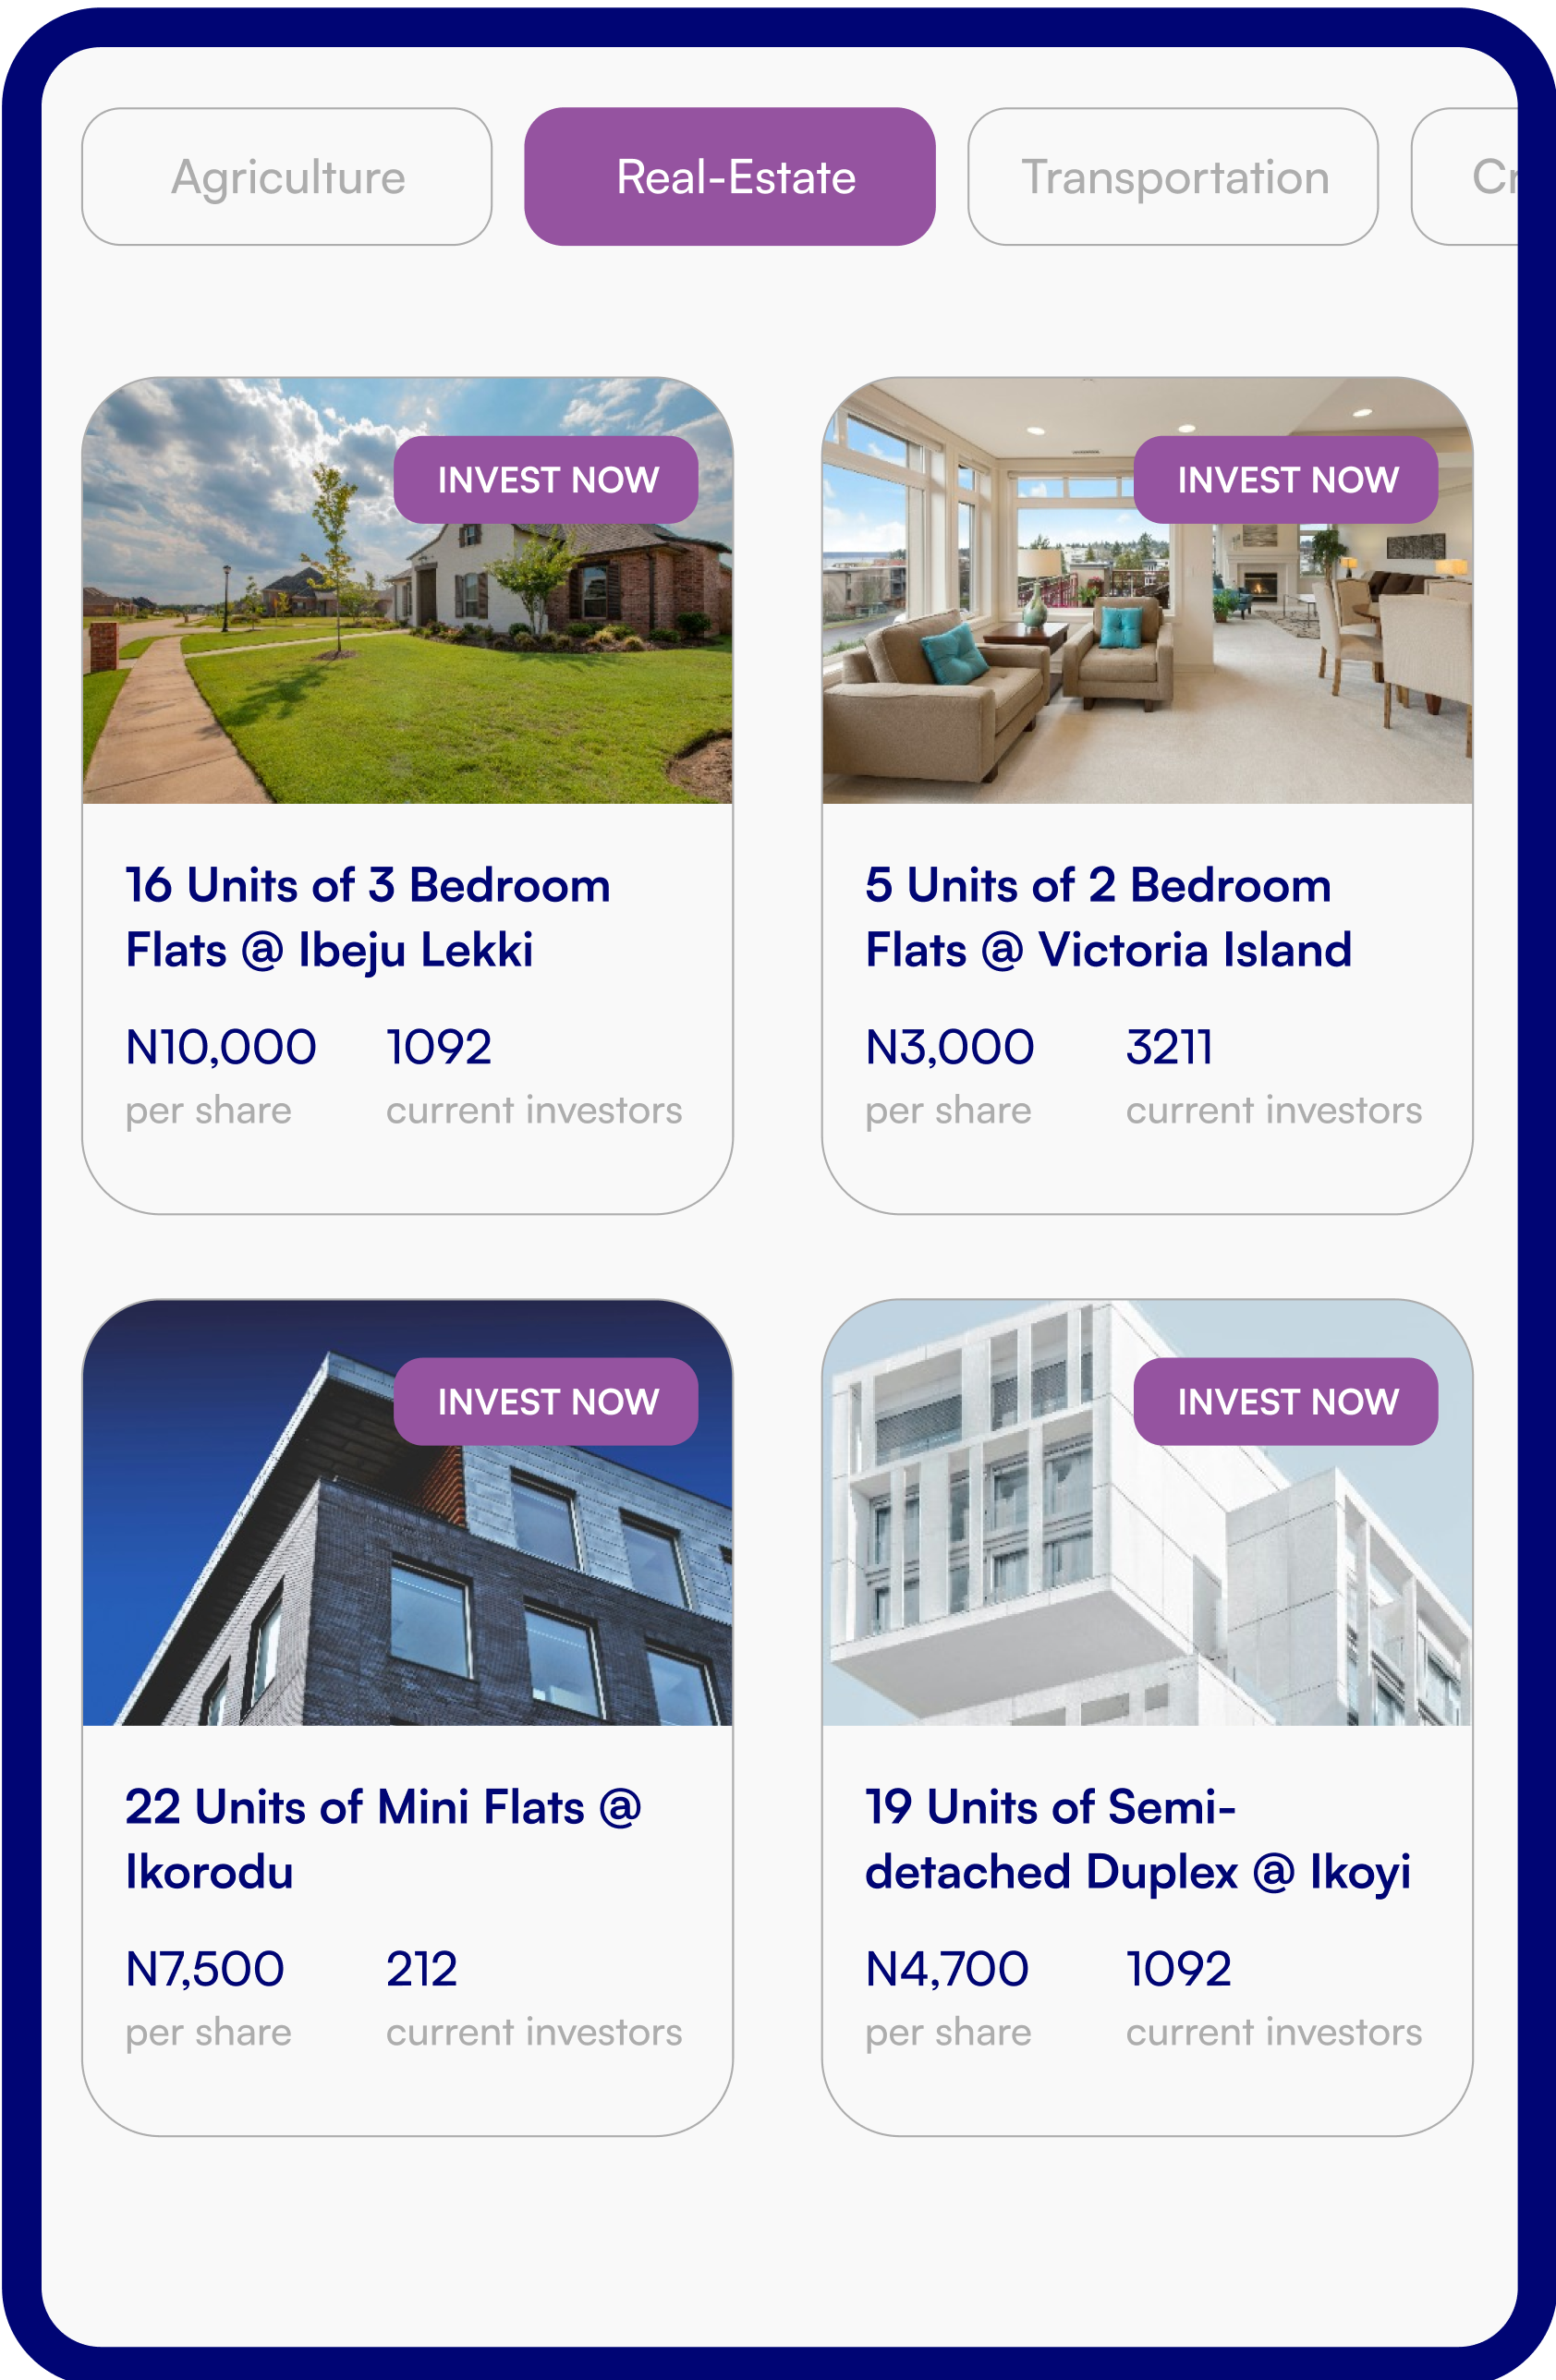 Agriculture
Real-Estate
Transportation
INVEST NOW
16 Units of 3 Bedroom
Flats @ Ibeju Lekki
N10,000
1092
per share
current investors
INVEST NOW
5 Units of 2 Bedroom
Flats @ Victoria Island
N3,000
3211
per share
current investors
INVEST NOW
22 Units of Mini Flats @
Ikorodu
N7,500
212
per share
current investors
INVEST NOW
19 Units of Semi-
detached Duplex @ Ikoyi
N4,700
1092
per share
current investors